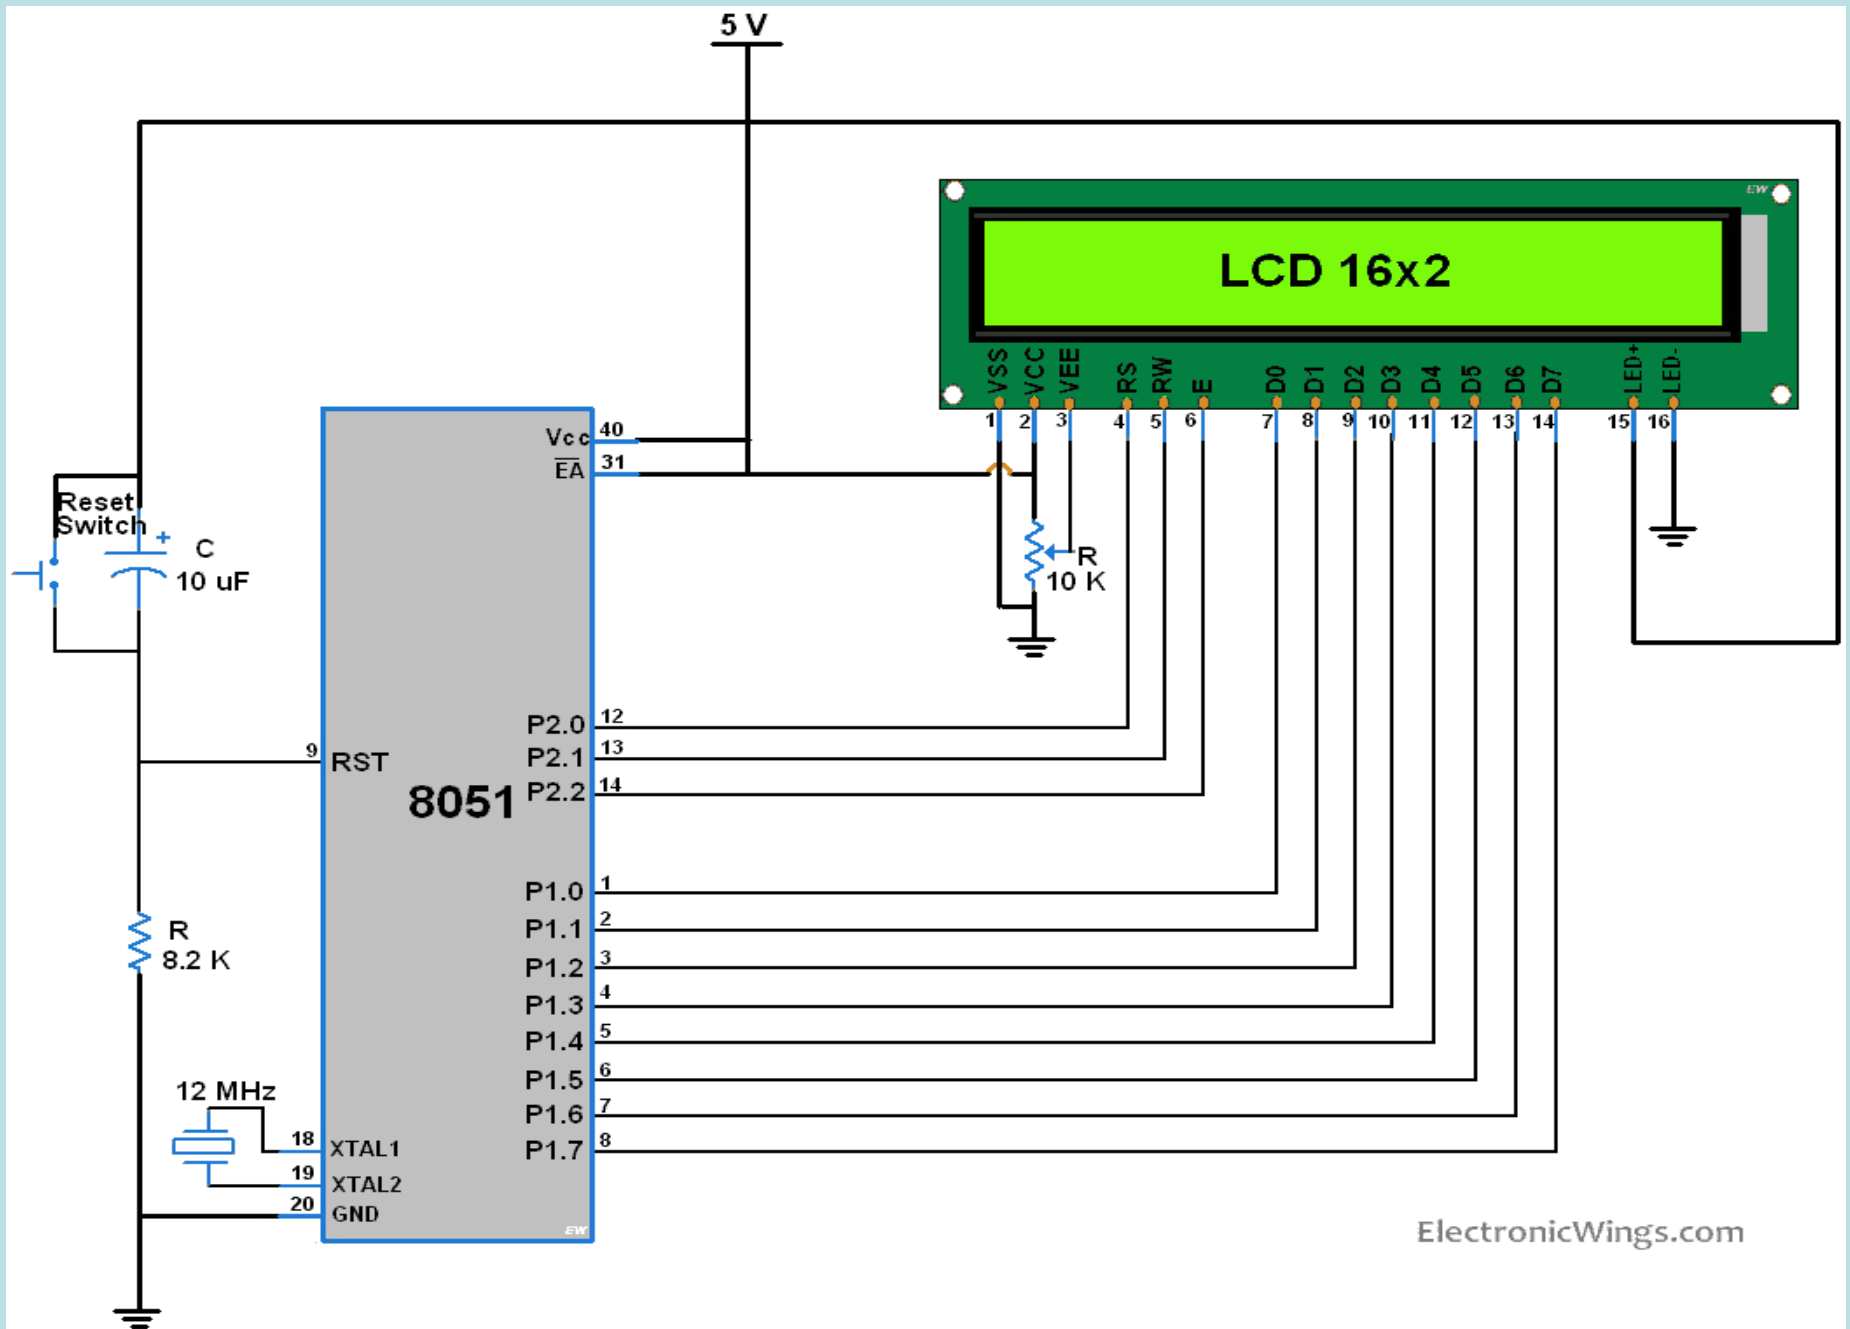 5 V
EW
LCD 16x2
VSS VCC VEE RS RW E D0 D1 D2 D3 D4 D5 D6 D7 LED+ LED-
1 2 3 4 5 6 7 8 9 10 11 12 13 14 15 16
Vcc 40
EA 31
Reset
Switch
+
C
10 uF
R
10 K
P2.0 12
9 RST
P2.1 13
8051
P2.2 14
P1.0 1
P1.1 2
R
8.2 K
P1.2 3
P1.3 4
P1.4 5
P1.5 6
12 MHz
P1.6 7
18 XTAL1
P1.7 8
19 XTAL2
20 GND
EW
ElectronicWings.com